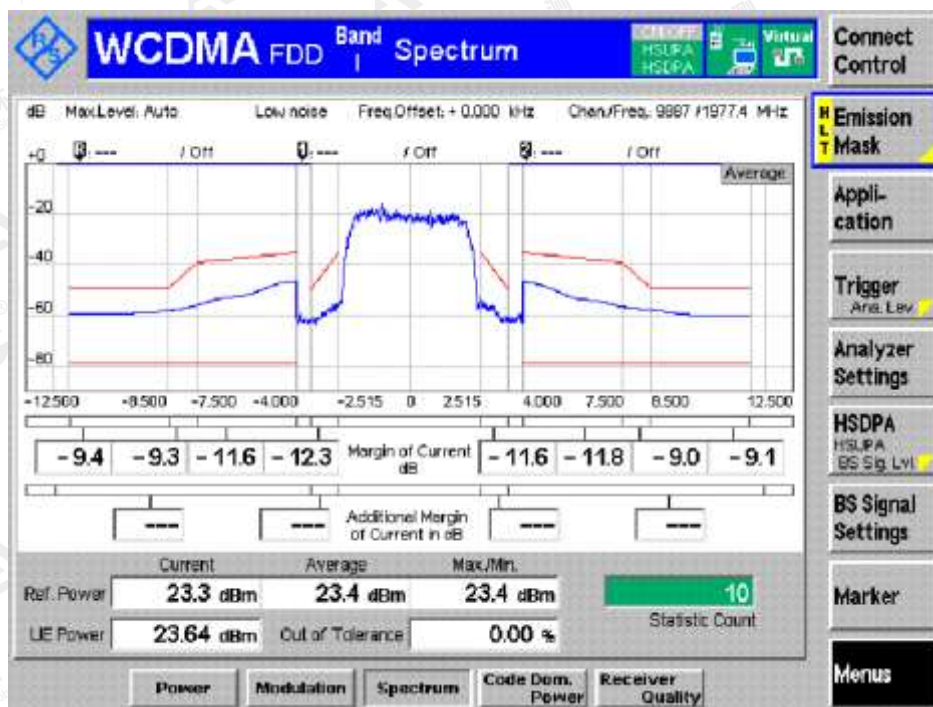 R S
WCDMA FDD Band I Spectrum
HSUPA
HSDPA
Virtual
Connect Control
dB Max.Level: Auto Low noise Freq.Offset: + 0.000 kHz Chan./Freq.: 9887 / 1977.4 MHz
HLT
Emission Mask
+0 --- / Off --- / Off --- / Off
Average
-20
-40
-60
-80
-12.500 -8.500 -7.500 -4.000 -2.515 0 2.515 4.000 7.500 8.500 12.500
Appli-cation
Trigger
Ana. Lev.
Analyzer Settings
HSDPA
HSUPA
BS Sig. Lvl.
BS Signal Settings
Marker
Menus
- 9.4 - 9.3 - 11.6 - 12.3 Margin of Current dB - 11.6 - 11.8 - 9.0 - 9.1
--- --- Additional Margin of Current in dB --- ---
Current Average Max./Min.
Ref. Power 23.3 dBm 23.4 dBm 23.4 dBm 10
Statistic Count
UE Power 23.64 dBm Out of Tolerance 0.00 %
Power Modulation Spectrum Code Dom. Power Receiver Quality